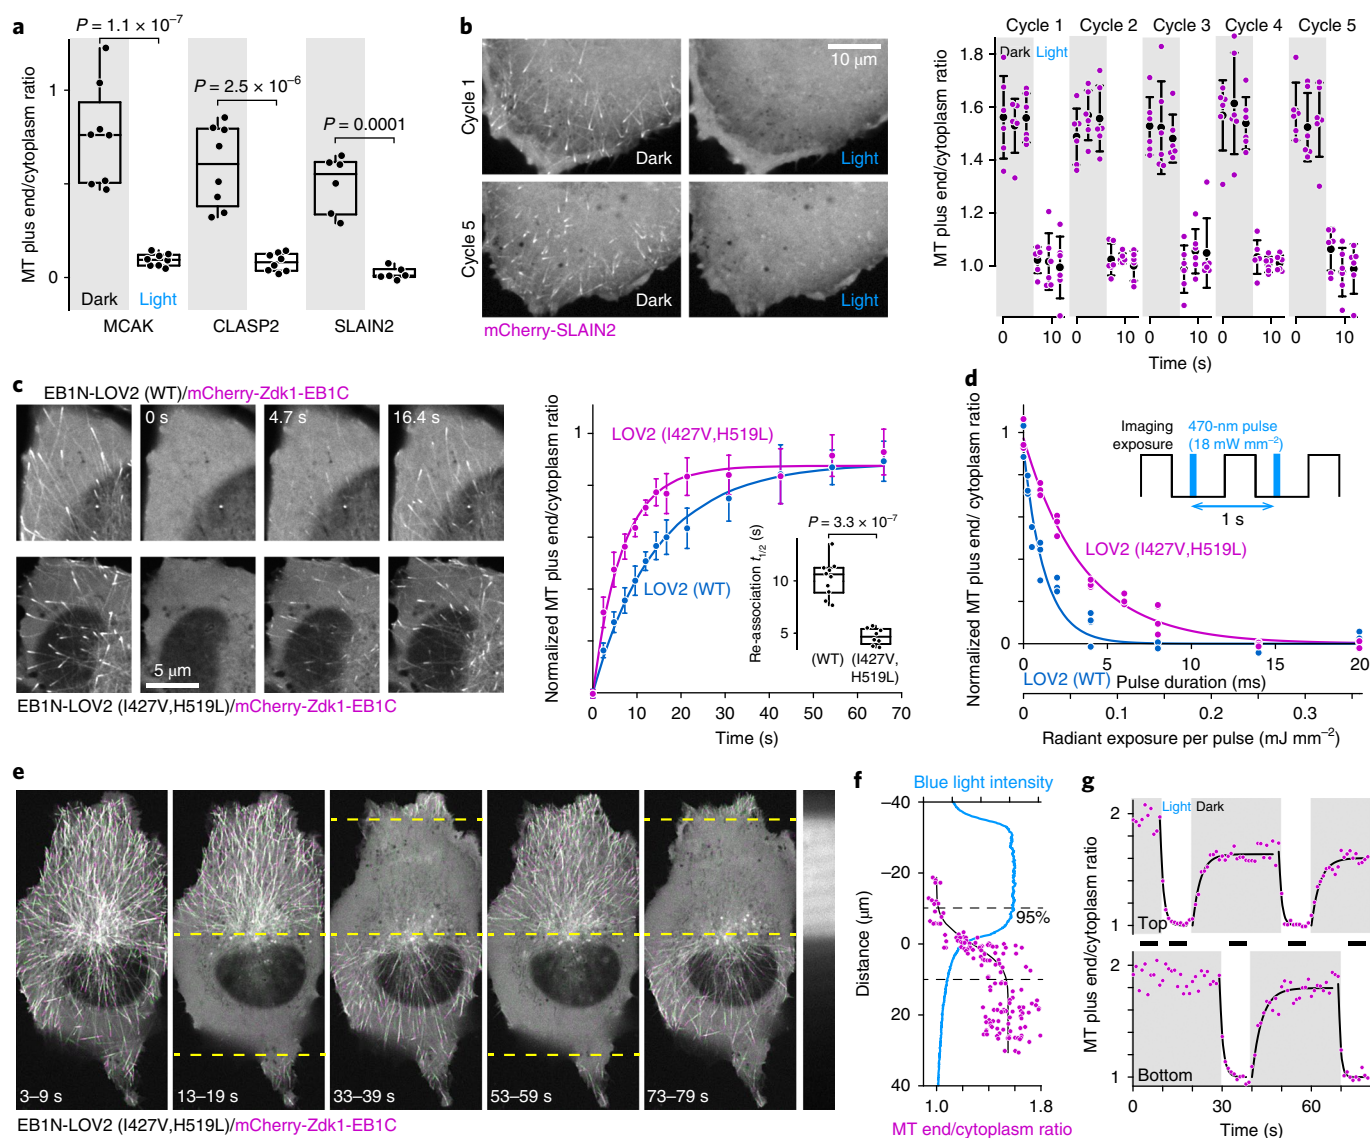 a
P = 1.1 × 10⁻⁷
P = 2.5 × 10⁻⁶
P = 0.0001
MT plus end/cytoplasm ratio
1
0
Dark
Light
MCAK
CLASP2
SLAIN2
b
Cycle 1
Cycle 5
10 µm
Dark
Light
Dark
Light
mCherry-SLAIN2
Cycle 1
Cycle 2
Cycle 3
Cycle 4
Cycle 5
Dark
Light
MT plus end/cytoplasm ratio
1.8
1.6
1.4
1.2
1.0
0 10 0 10 0 10 0 10 0 10
Time (s)
c
EB1N-LOV2 (WT)/mCherry-Zdk1-EB1C
0 s
4.7 s
16.4 s
5 µm
EB1N-LOV2 (I427V,H519L)/mCherry-Zdk1-EB1C
Normalized MT plus end/cytoplasm ratio
1
0
LOV2 (I427V,H519L)
LOV2 (WT)
Re-association t1/2 (s)
P = 3.3 × 10⁻⁷
10
5
(WT)
(I427V,
H519L)
0 10 20 30 40 50 60 70
Time (s)
d
Normalized MT plus end/ cytoplasm ratio
1
0
Imaging
exposure
470-nm pulse
(18 mW mm⁻²)
1 s
LOV2 (I427V,H519L)
LOV2 (WT)
0 5 10 15 20
Pulse duration (ms)
0 0.1 0.2 0.3
Radiant exposure per pulse (mJ mm⁻²)
e
3–9 s
13–19 s
33–39 s
53–59 s
73–79 s
EB1N-LOV2 (I427V,H519L)/mCherry-Zdk1-EB1C
f
Blue light intensity
Distance (µm)
–40
–20
0
20
40
95%
1.0 1.8
MT end/cytoplasm ratio
g
MT plus end/cytoplasm ratio
Light
Dark
2
1
Top
2
1
Bottom
0 30 60
Time (s)